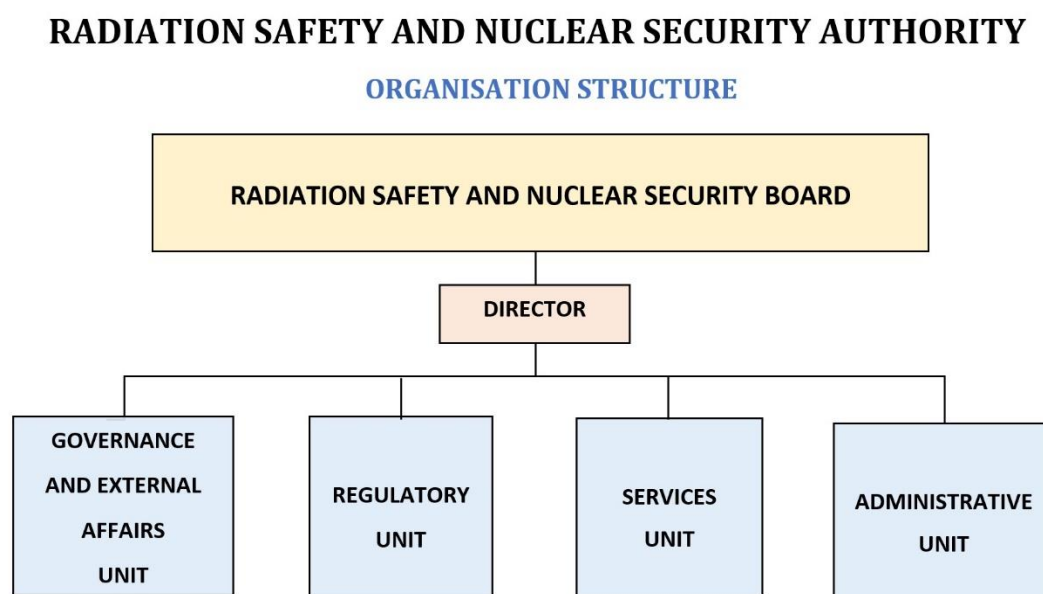 RADIATION SAFETY AND NUCLEAR SECURITY AUTHORITY
ORGANISATION STRUCTURE
RADIATION SAFETY AND NUCLEAR SECURITY BOARD
DIRECTOR
GOVERNANCE
AND EXTERNAL
AFFAIRS
UNIT
REGULATORY
UNIT
SERVICES
UNIT
ADMINISTRATIVE
UNIT